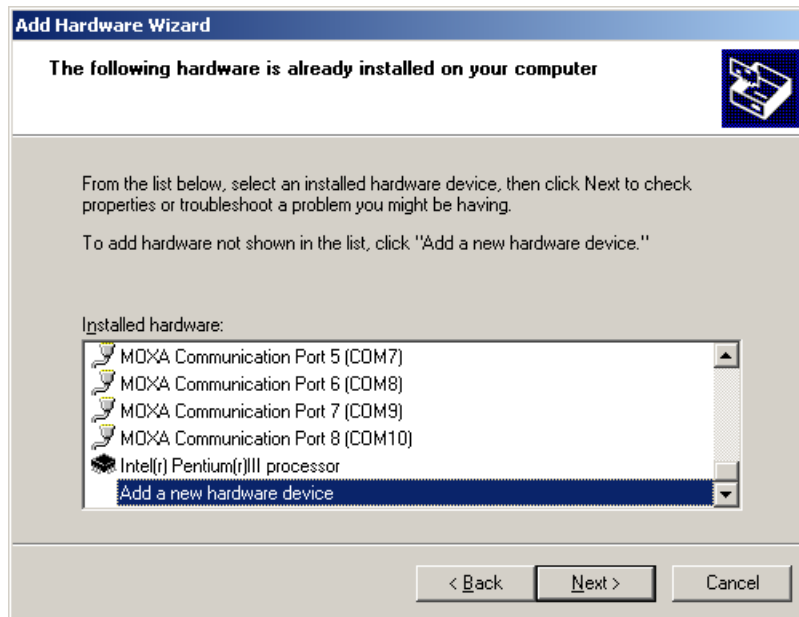 Add Hardware Wizard
The following hardware is already installed on your computer
From the list below, select an installed hardware device, then click Next to check
properties or troubleshoot a problem you might be having.
To add hardware not shown in the list, click "Add a new hardware device."
Installed hardware:
MOXA Communication Port 5 (COM7)
MOXA Communication Port 6 (COM8)
MOXA Communication Port 7 (COM9)
MOXA Communication Port 8 (COM10)
Intel(r) Pentium(r)III processor
Add a new hardware device
< Back Next > Cancel